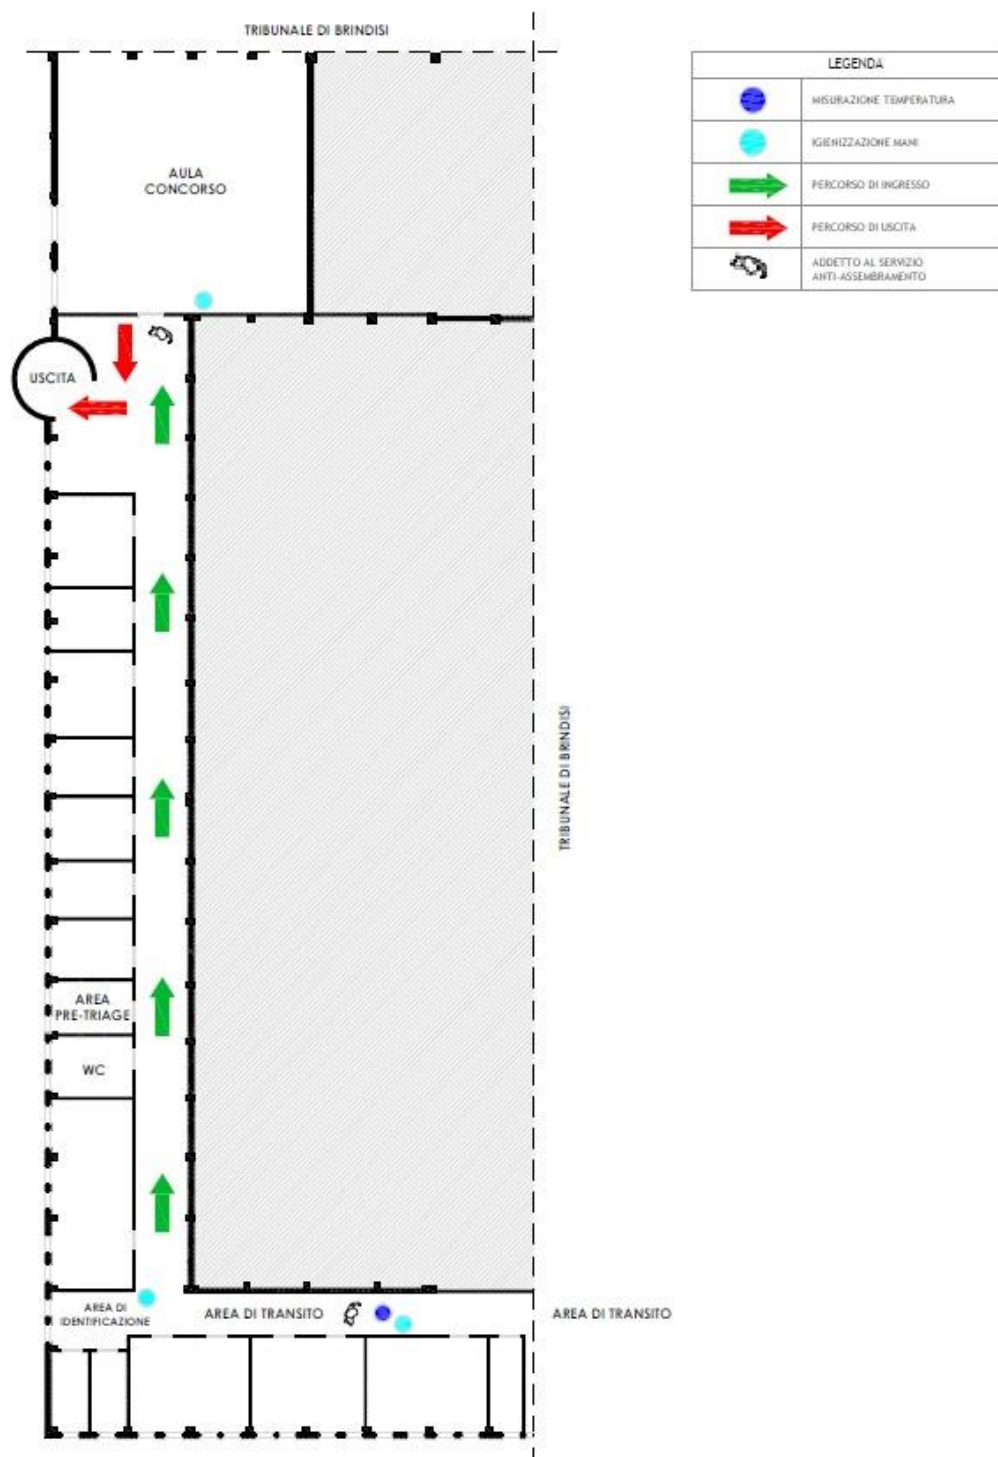 TRIBUNALE DI BRINDISI
LEGENDA
MISURAZIONE TEMPERATURA
IGIENIZZAZIONE MANI
PERCORSO DI INGRESSO
PERCORSO DI USCITA
ADDETTO AL SERVIZIO
ANTI-ASSEMBRAMENTO
AULA
CONCORSO
USCITA
TRIBUNALE DI BRINDISI
AREA
PRE-TRIAGE
WC
AREA DI
IDENTIFICAZIONE
AREA DI TRANSITO
AREA DI TRANSITO